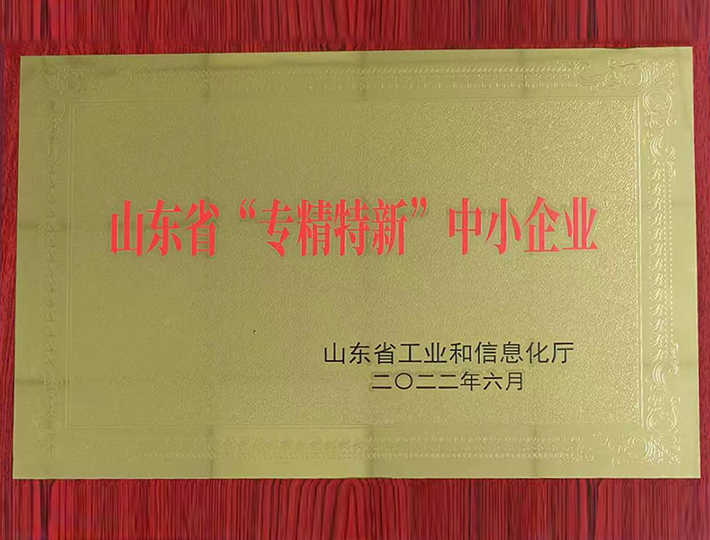 山东省“专精特新”中小企业
山东省工业和信息化厅
二〇二二年六月